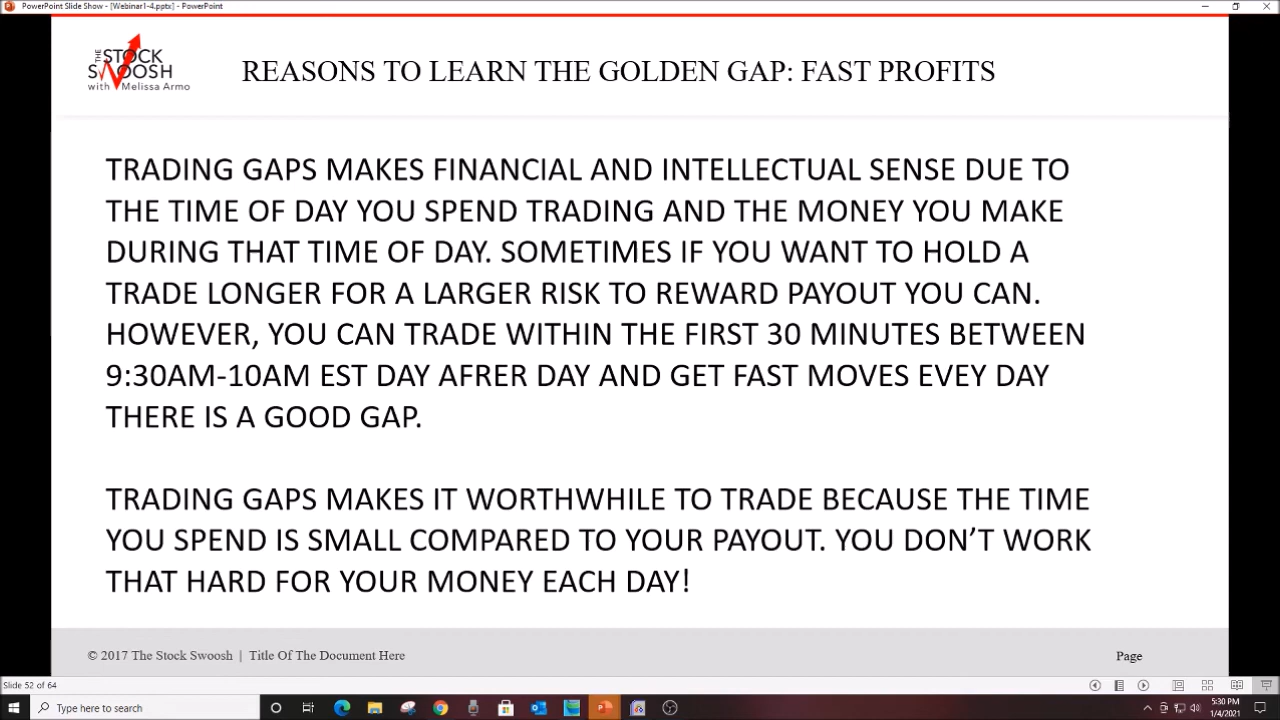 PowerPoint Slide Show - [Webinar1-4.pptx] - PowerPoint
THE STOCK
SWOOSH
with Melissa Armo
REASONS TO LEARN THE GOLDEN GAP: FAST PROFITS
TRADING GAPS MAKES FINANCIAL AND INTELLECTUAL SENSE DUE TO
THE TIME OF DAY YOU SPEND TRADING AND THE MONEY YOU MAKE
DURING THAT TIME OF DAY. SOMETIMES IF YOU WANT TO HOLD A
TRADE LONGER FOR A LARGER RISK TO REWARD PAYOUT YOU CAN.
HOWEVER, YOU CAN TRADE WITHIN THE FIRST 30 MINUTES BETWEEN
9:30AM-10AM EST DAY AFRER DAY AND GET FAST MOVES EVEY DAY
THERE IS A GOOD GAP.
TRADING GAPS MAKES IT WORTHWHILE TO TRADE BECAUSE THE TIME
YOU SPEND IS SMALL COMPARED TO YOUR PAYOUT. YOU DON’T WORK
THAT HARD FOR YOUR MONEY EACH DAY!
© 2017 The Stock Swoosh | Title Of The Document Here
Page
Slide 52 of 64
Type here to search
5:30 PM
1/4/2021